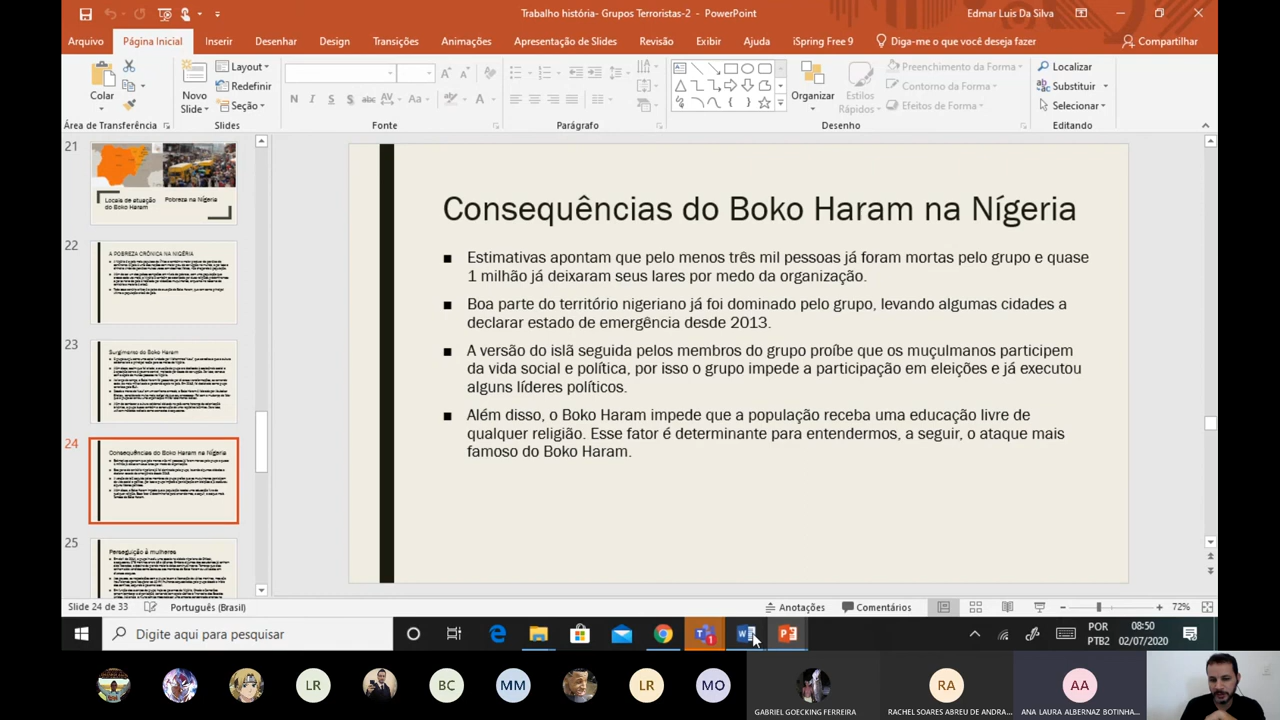 Trabalho história- Grupos Terroristas-2 - PowerPoint
Edmar Luis Da Silva
Arquivo
Página Inicial
Inserir
Desenhar
Design
Transições
Animações
Apresentação de Slides
Revisão
Exibir
Ajuda
iSpring Free 9
Diga-me o que você deseja fazer
Compartilhar
Colar
Novo
Slide
Layout
Redefinir
Seção
Organizar
Estilos
Rápidos
Preenchimento da Forma
Contorno da Forma
Efeitos de Forma
Localizar
Substituir
Selecionar
Área de Transferência
Slides
Fonte
Parágrafo
Desenho
Editando
21
Locais de atuação
do Boko Haram
Pobreza na Nígeria
22
A POBREZA CRÔNICA NA NIGÉRIA
23
Surgimento do Boko Haram
24
Consequências do Boko Haram na Nígeria
25
Perseguição à mulheres
Consequências do Boko Haram na Nígeria
Estimativas apontam que pelo menos três mil pessoas já foram mortas pelo grupo e quase
1 milhão já deixaram seus lares por medo da organização.
Boa parte do território nigeriano já foi dominado pelo grupo, levando algumas cidades a
declarar estado de emergência desde 2013.
A versão do islã seguida pelos membros do grupo proíbe que os muçulmanos participem
da vida social e política, por isso o grupo impede a participação em eleições e já executou
alguns líderes políticos.
Além disso, o Boko Haram impede que a população receba uma educação livre de
qualquer religião. Esse fator é determinante para entendermos, a seguir, o ataque mais
famoso do Boko Haram.
Slide 24 de 33
Português (Brasil)
Anotações
Comentários
72%
Digite aqui para pesquisar
POR
PTB2
08:50
02/07/2020
LR
BC
MM
LR
MO
RA
AA
GABRIEL GOECKING FERREIRA
RACHEL SOARES ABREU DE ANDRA...
ANA LAURA ALBERNAZ BOTINHA...